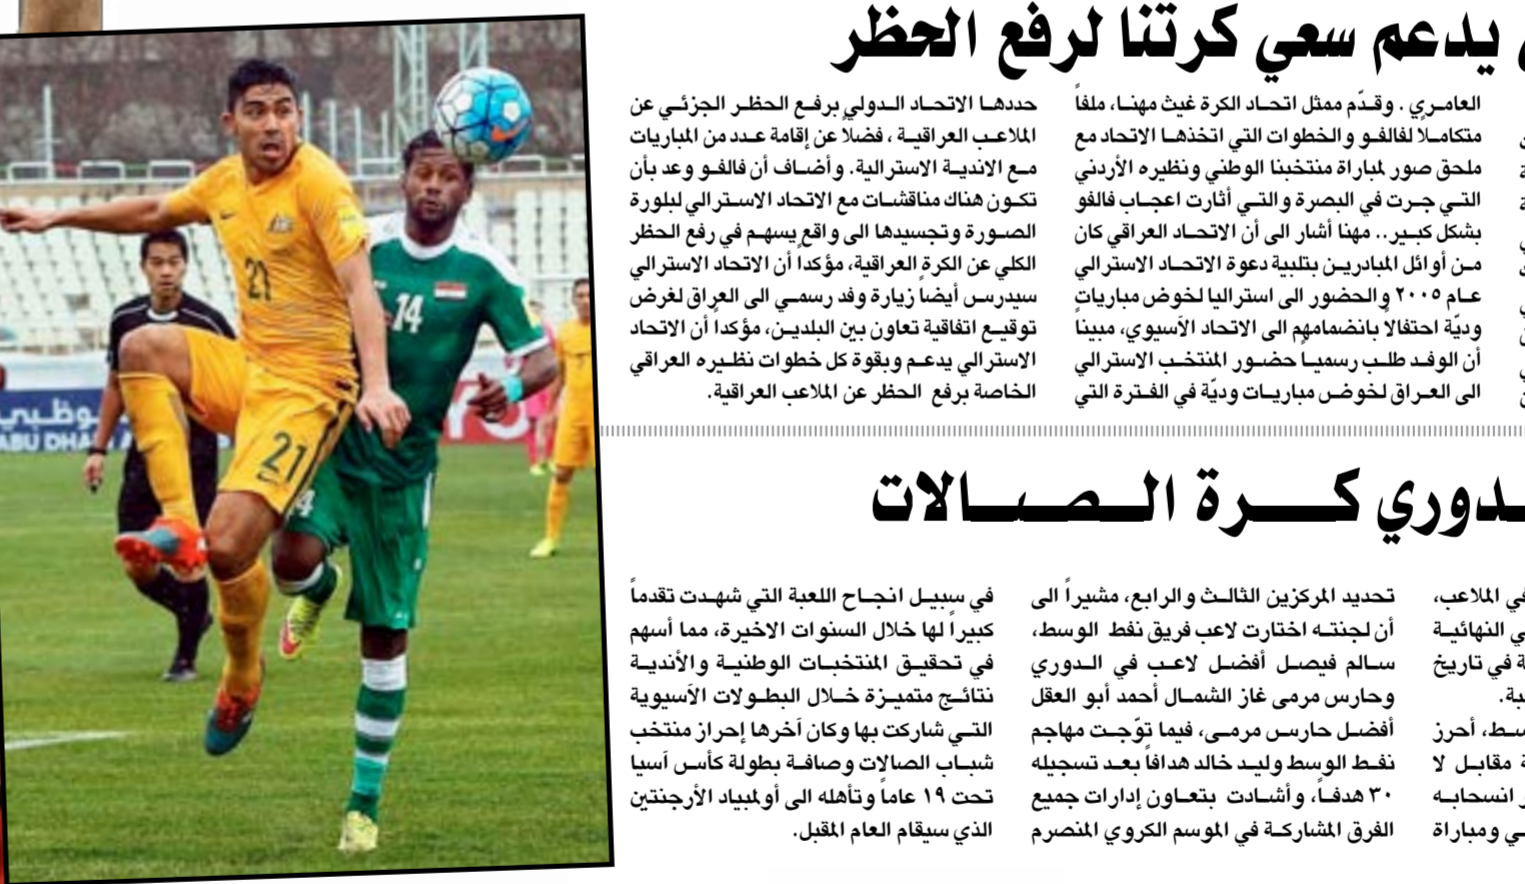 يدعم سعي كرتنا لرفع الحظر
العامري . وقدّم ممثل اتحاد الكرة غيث مهنا، ملفاً
متكاملا لفالفو والخطوات التي اتخذها الاتحاد مع
ملحق صور لمباراة منتخبنا الوطني ونظيره الأردني
التي جرت في البصرة والتي أثارت اعجاب فالفو
بشكل كبير.. مهنا أشار الى أن الاتحاد العراقي كان
من أوائل المبادرين بتلبية دعوة الاتحاد الاسترالي
عام ٢٠٠٥ والحضور الى استراليا لخوض مبارياتٍ
وديّة احتفالاً بانضمامهم الى الاتحاد الآسيوي، مبيناً
أن الوفد طلب رسمياً حضور المنتخب الاسترالي
الى العراق لخوض مباريات وديّة في الفترة التي
حددها الاتحاد الدولي برفع الحظر الجزئي عن
الملاعب العراقية ، فضلاً عن إقامة عدد من المباريات
مع الاندية الاسترالية. وأضاف أن فالفو وعد بأن
تكون هناك مناقشات مع الاتحاد الاسترالي لبلورة
الصورة وتجسيدها الى واقع يسهم في رفع الحظر
الكلي عن الكرة العراقية، مؤكداً أن الاتحاد الاسترالي
سيدرس أيضاً زيارة وفد رسمي الى العراق لغرض
توقيع اتفاقية تعاون بين البلدين، مؤكداً أن الاتحاد
الاسترالي يدعم وبقوة كل خطوات نظيره العراقي
الخاصة برفع الحظر عن الملاعب العراقية.
ـدوري كرة الصالات
في الملاعب،
ي النهائية
ة في تاريخ
بة.
سط، أحرز
ة مقابل لا
ر انسحابه
ي ومباراة
تحديد المركزين الثالث والرابع، مشيراً الى
أن لجنته اختارت لاعب فريق نفط الوسط،
سالم فيصل أفضل لاعب في الدوري
وحارس مرمى غاز الشمال أحمد أبو العقل
أفضل حارس مرمى، فيما توّجت مهاجم
نفط الوسط وليد خالد هدافاً بعد تسجيله
٣٠ هدفاً، وأشادت بتعاون إدارات جميع
الفرق المشاركة في الموسم الكروي المنصرم
في سبيل انجاح اللعبة التي شهدت تقدماً
كبيراً لها خلال السنوات الاخيرة، مما أسهم
في تحقيق المنتخبات الوطنية والأندية
نتائج متميزة خلال البطولات الآسيوية
التي شاركت بها وكان آخرها إحراز منتخب
شباب الصالات وصافة بطولة كأس آسيا
تحت ١٩ عاماً وتأهله الى أولمبياد الأرجنتين
الذي سيقام العام المقبل.
21
14
21
ABU DHA